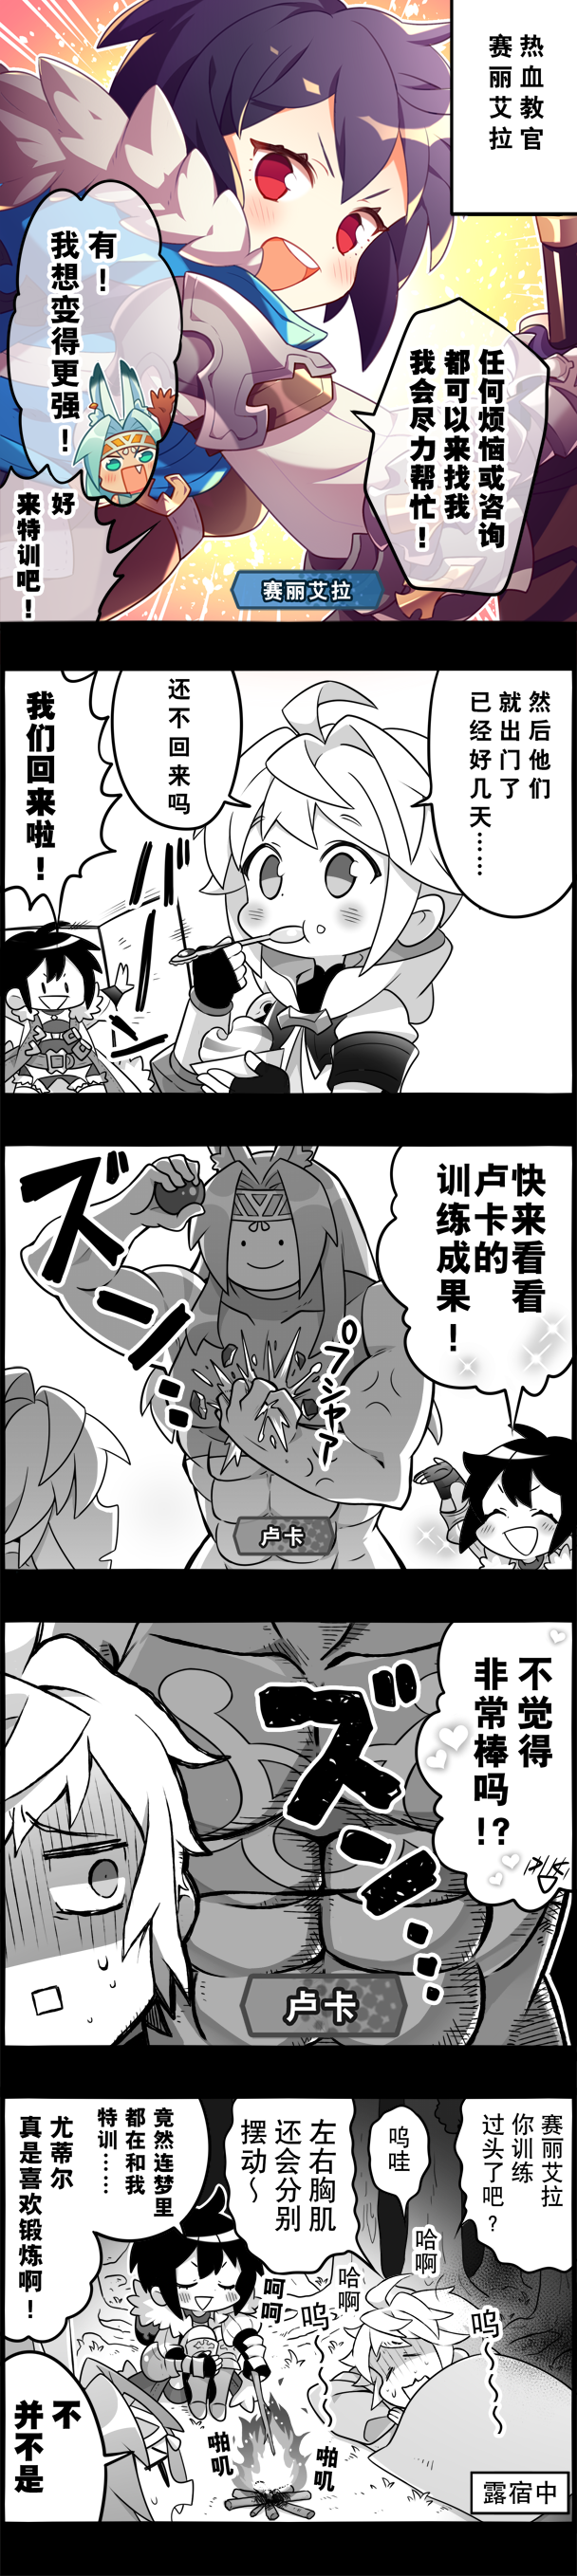 热血教官
赛丽艾拉
任何烦恼或咨询
都可以来找我
我会尽力帮忙！
有！
我想变得更强！
好
来特训吧！
赛丽艾拉
然后他们
就出门了
已经好几天……
还不回来吗
我们回来啦！
快来看看
卢卡的
训练成果！
ズンッ
ブシャァ
卢卡
不觉得
非常棒吗!?
ズンッ
卢卡
赛丽艾拉
你训练
过头了吧？
呜哇
左右胸肌
还会分别
摆动～
竟然连梦里
都在和我
特训……
尤蒂尔
真是喜欢锻炼啊！
哈啊
哈啊
呜～
呜～～～
呵呵
啪叽
啪叽
不
并不是
露宿中